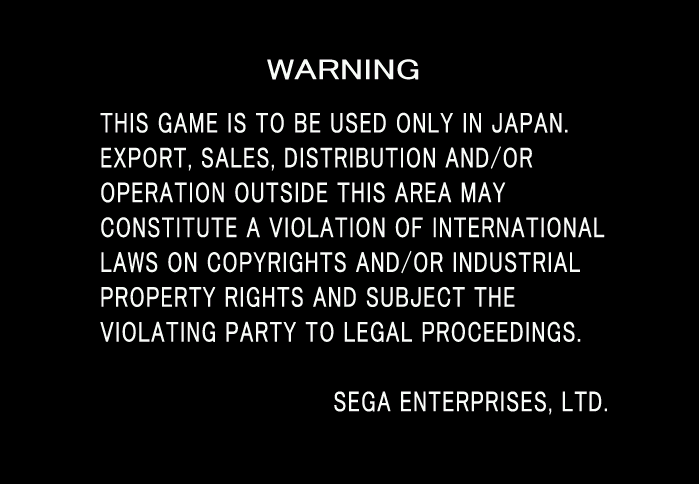 WARNING
THIS GAME IS TO BE USED ONLY IN JAPAN.
EXPORT, SALES, DISTRIBUTION AND/OR
OPERATION OUTSIDE THIS AREA MAY
CONSTITUTE A VIOLATION OF INTERNATIONAL
LAWS ON COPYRIGHTS AND/OR INDUSTRIAL
PROPERTY RIGHTS AND SUBJECT THE
VIOLATING PARTY TO LEGAL PROCEEDINGS.
SEGA ENTERPRISES, LTD.